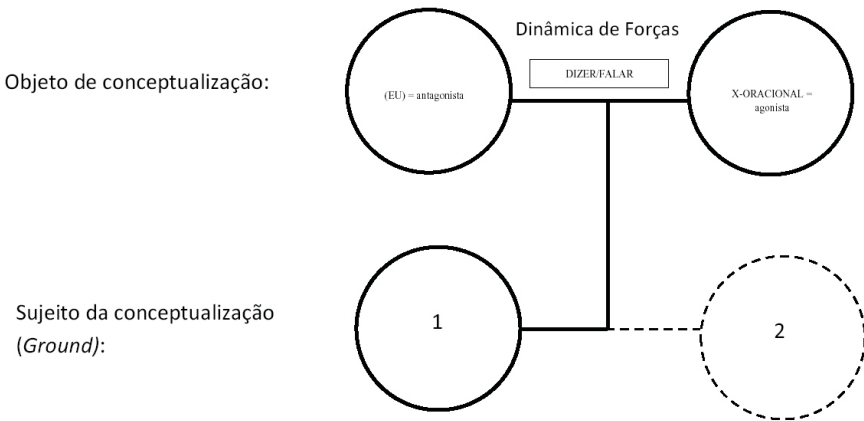 Dinâmica de Forças
Objeto de conceptualização:
DIZER/FALAR
(EU) = antagonista
X-ORACIONAL =
agonista
Sujeito da conceptualização
(Ground):
1
2